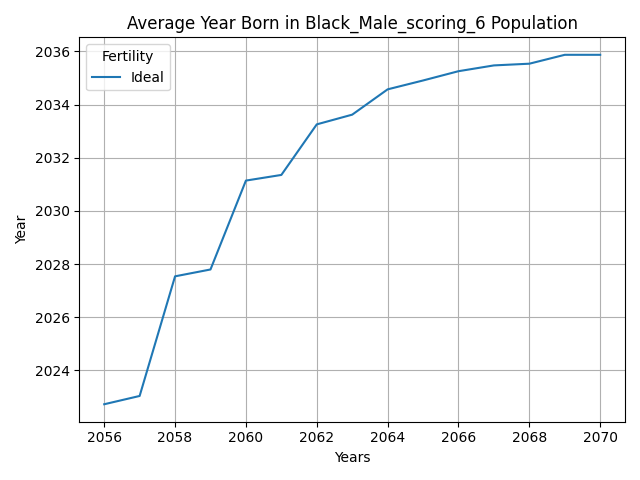 Average Year Born in Black_Male_scoring_6 Population
Fertility
Ideal
Year
2036
2034
2032
2030
2028
2026
2024
2056 2058 2060 2062 2064 2066 2068 2070
Years